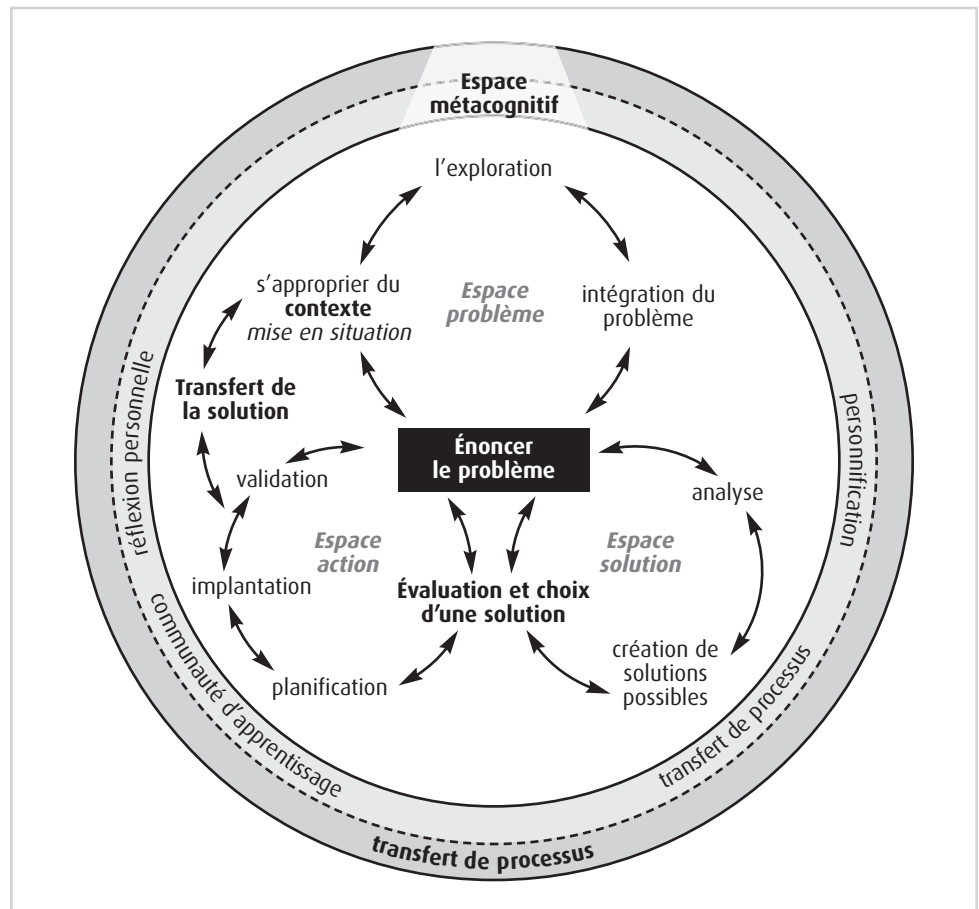 Espace
métacognitif
l'exploration
s'approprier du
contexte
mise en situation
Espace
problème
intégration du
problème
Transfert de
la solution
Énoncer
le problème
validation
analyse
Espace
action
Espace
solution
implantation
Évaluation et choix
d'une solution
planification
création de
solutions
possibles
réflexion personnelle
personnification
communauté d'apprentissage
transfert de processus
transfert de processus